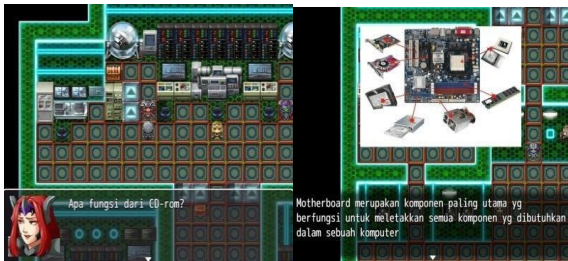 Apa fungsi dari CD-rom?
Motherboard merupakan komponen paling utama yg
berfungsi untuk meletakkan semua komponen yg dibutuhkan
dalam sebuah komputer